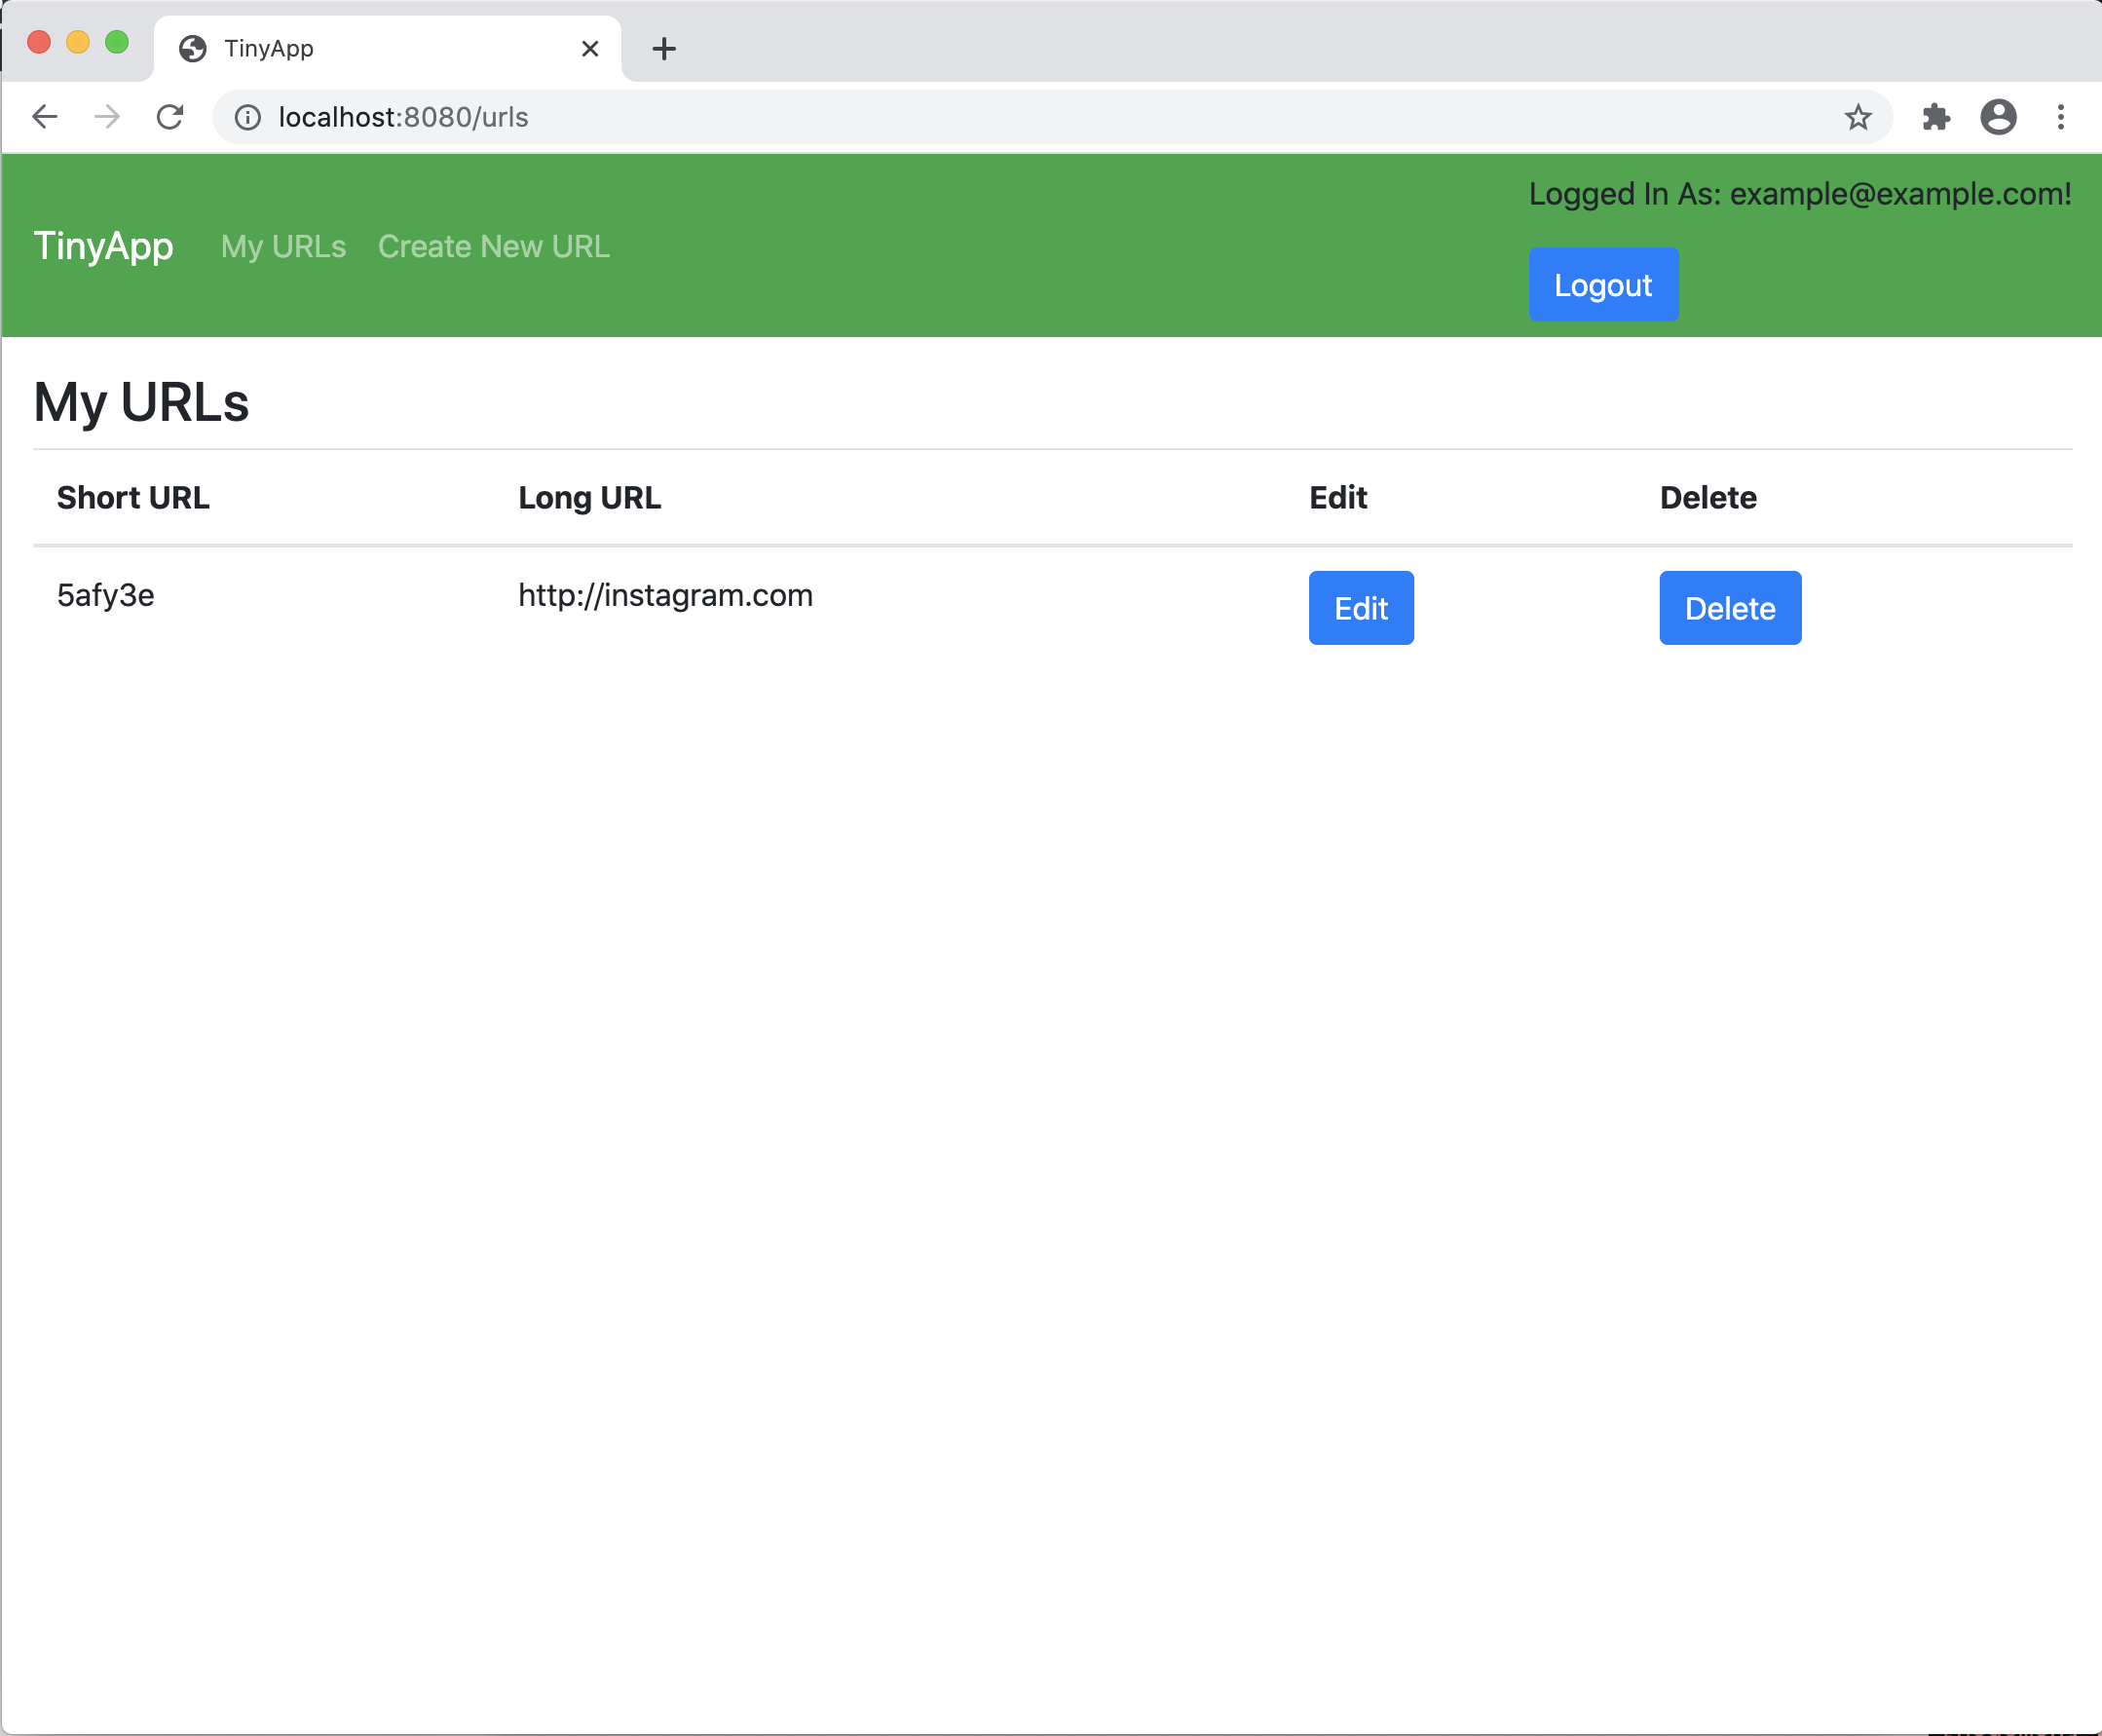 TinyApp
localhost:8080/urls
Logged In As: example@example.com!
TinyApp My URLs Create New URL
Logout
My URLs
Short URL Long URL Edit Delete
5afy3e http://instagram.com Edit Delete